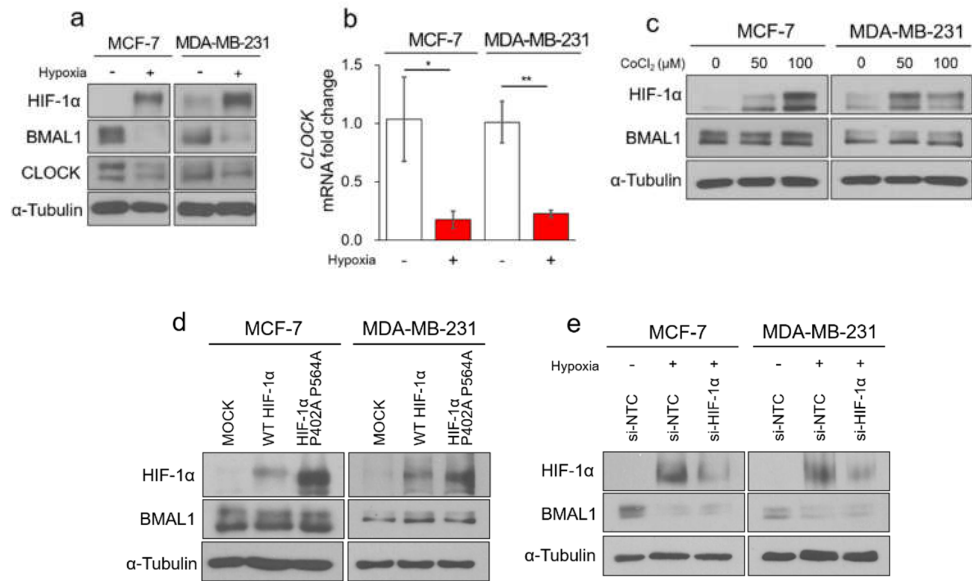 a
MCF-7 MDA-MB-231
Hypoxia - + - +
HIF-1α
BMAL1
CLOCK
α-Tubulin
b
MCF-7 MDA-MB-231
CLOCK
mRNA fold change
* **
1.5
1.0
0.5
0.0
Hypoxia - + - +
c
MCF-7 MDA-MB-231
CoCl₂ (μM) 0 50 100 0 50 100
HIF-1α
BMAL1
α-Tubulin
d
MCF-7 MDA-MB-231
MOCK
WT HIF-1α
HIF-1α
P402A P564A
MOCK
WT HIF-1α
HIF-1α
P402A P564A
HIF-1α
BMAL1
α-Tubulin
e
MCF-7 MDA-MB-231
Hypoxia - + + - + +
si-NTC
si-NTC
si-HIF-1α
si-NTC
si-NTC
si-HIF-1α
HIF-1α
BMAL1
α-Tubulin